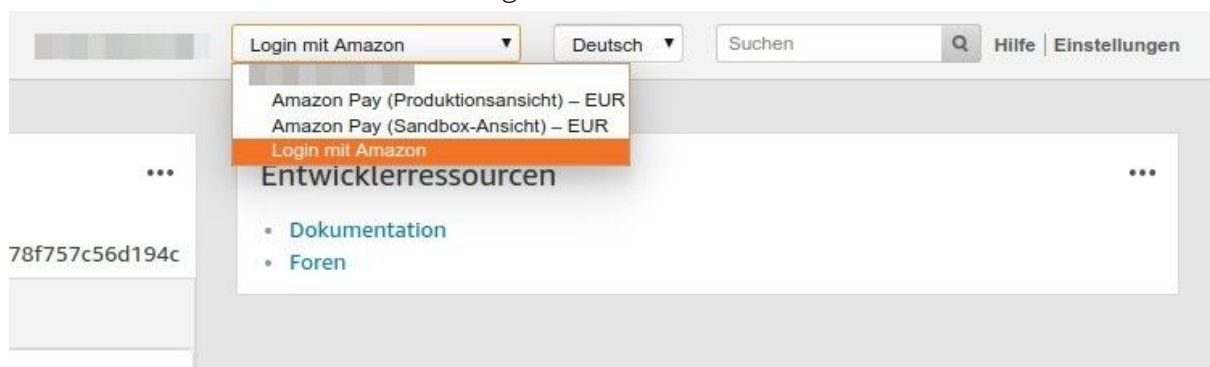 Login mit Amazon ▼ Deutsch ▼ Suchen Hilfe | Einstellungen
Amazon Pay (Produktionsansicht) – EUR
Amazon Pay (Sandbox-Ansicht) – EUR
Login mit Amazon
Entwicklerressourcen
• Dokumentation
78f757c56d194c
• Foren